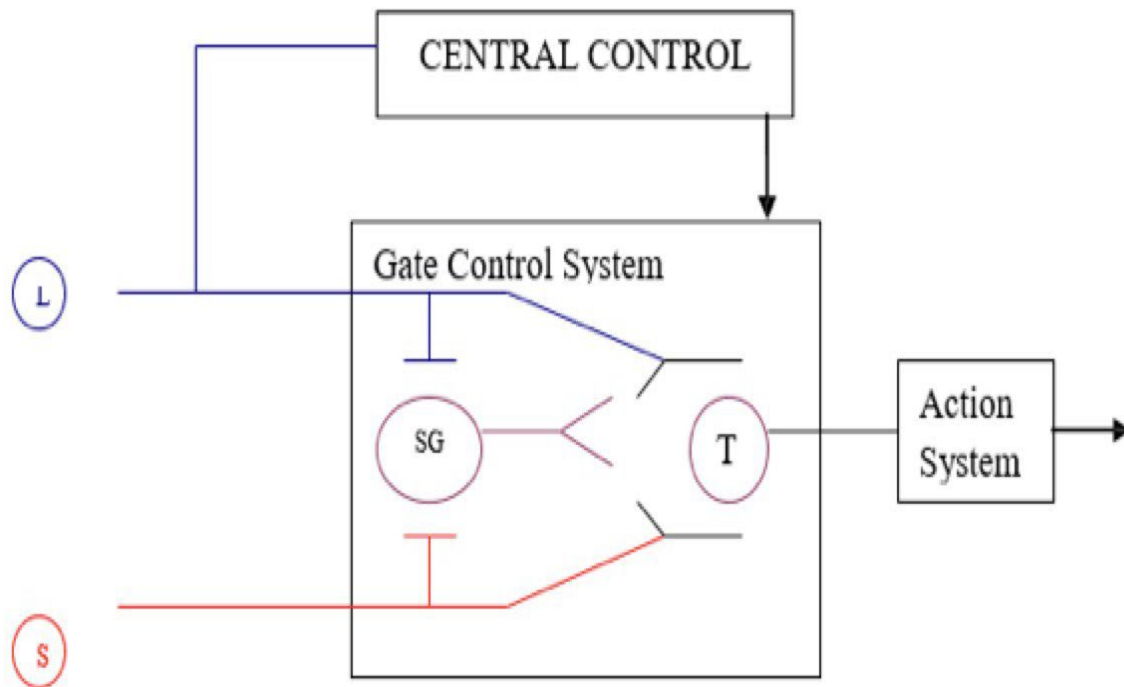 CENTRAL CONTROL
Gate Control System
L
SG
T
Action
System
S